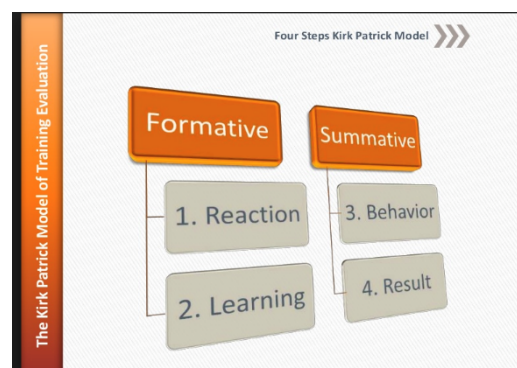 Four Steps Kirk Patrick Model
The Kirk Patrick Model of Training Evaluation
Formative
1. Reaction
2. Learning
Summative
3. Behavior
4. Result